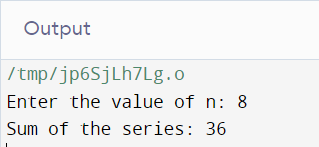 Output
/tmp/jp6SjLh7Lg.o
Enter the value of n: 8
Sum of the series: 36